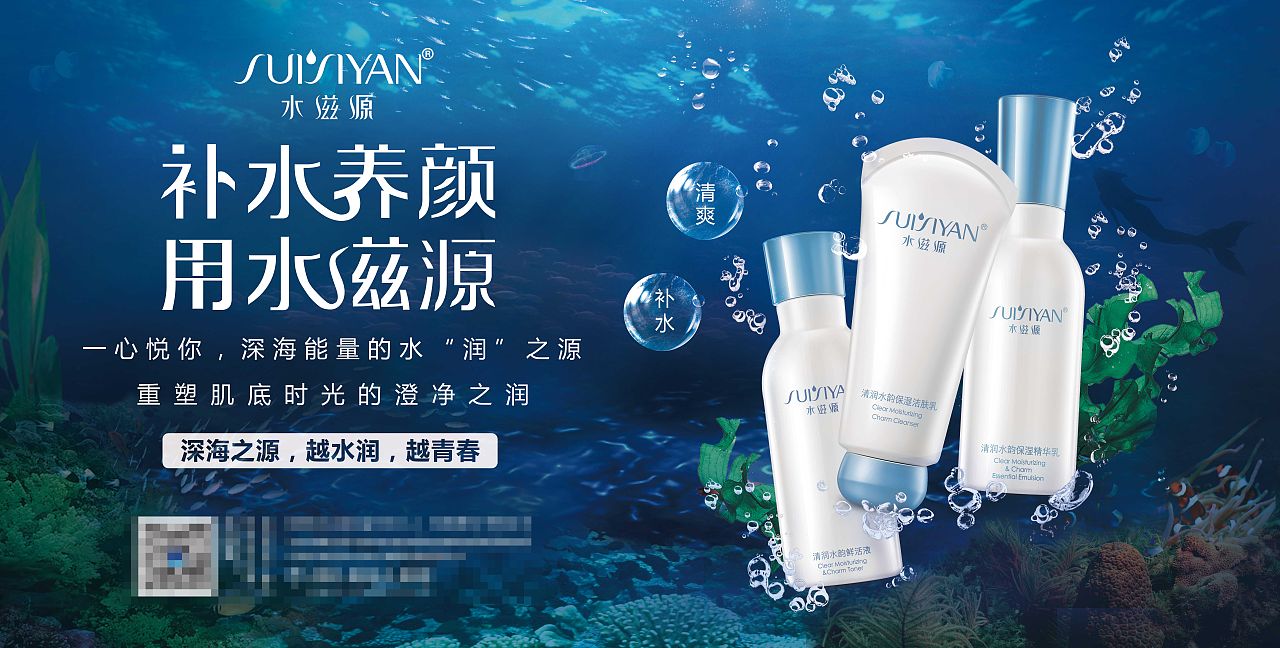 SUISIYAN®
水滋源
补水养颜
用水滋源
一心悦你，深海能量的水“润”之源
重塑肌底时光的澄净之润
深海之源，越水润，越青春
清爽
补水
SUISIYAN
水滋源
清润水韵鲜活液
Clear Moisturizing
&Charm Toner
SUISIYAN®
水滋源
清润水韵保湿洁肤乳
Clear Moisturizing
Charm Cleanser
SUISIYAN®
水滋源
清润水韵保湿精华乳
Clear Moisturizing
& Charm
Essential Emulsion